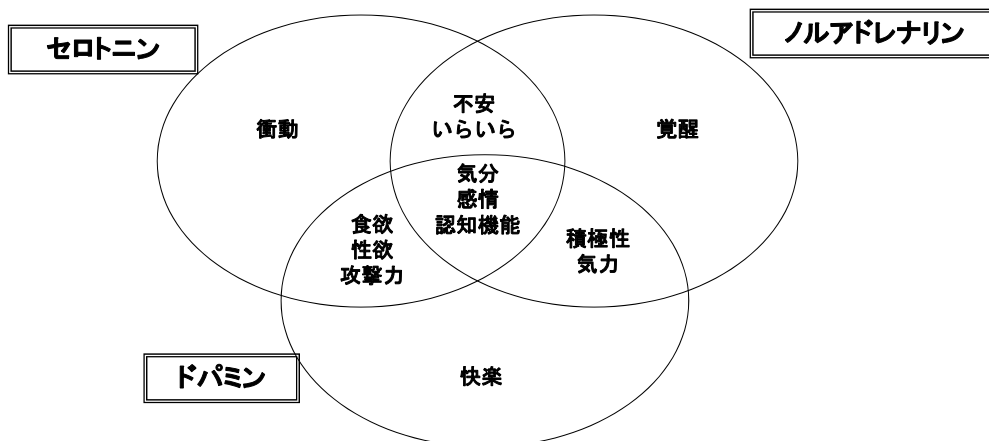 セロトニン
ノルアドレナリン
衝動
不安
いらいら
覚醒
気分
感情
認知機能
食欲
性欲
攻撃力
積極性
気力
ドパミン
快楽